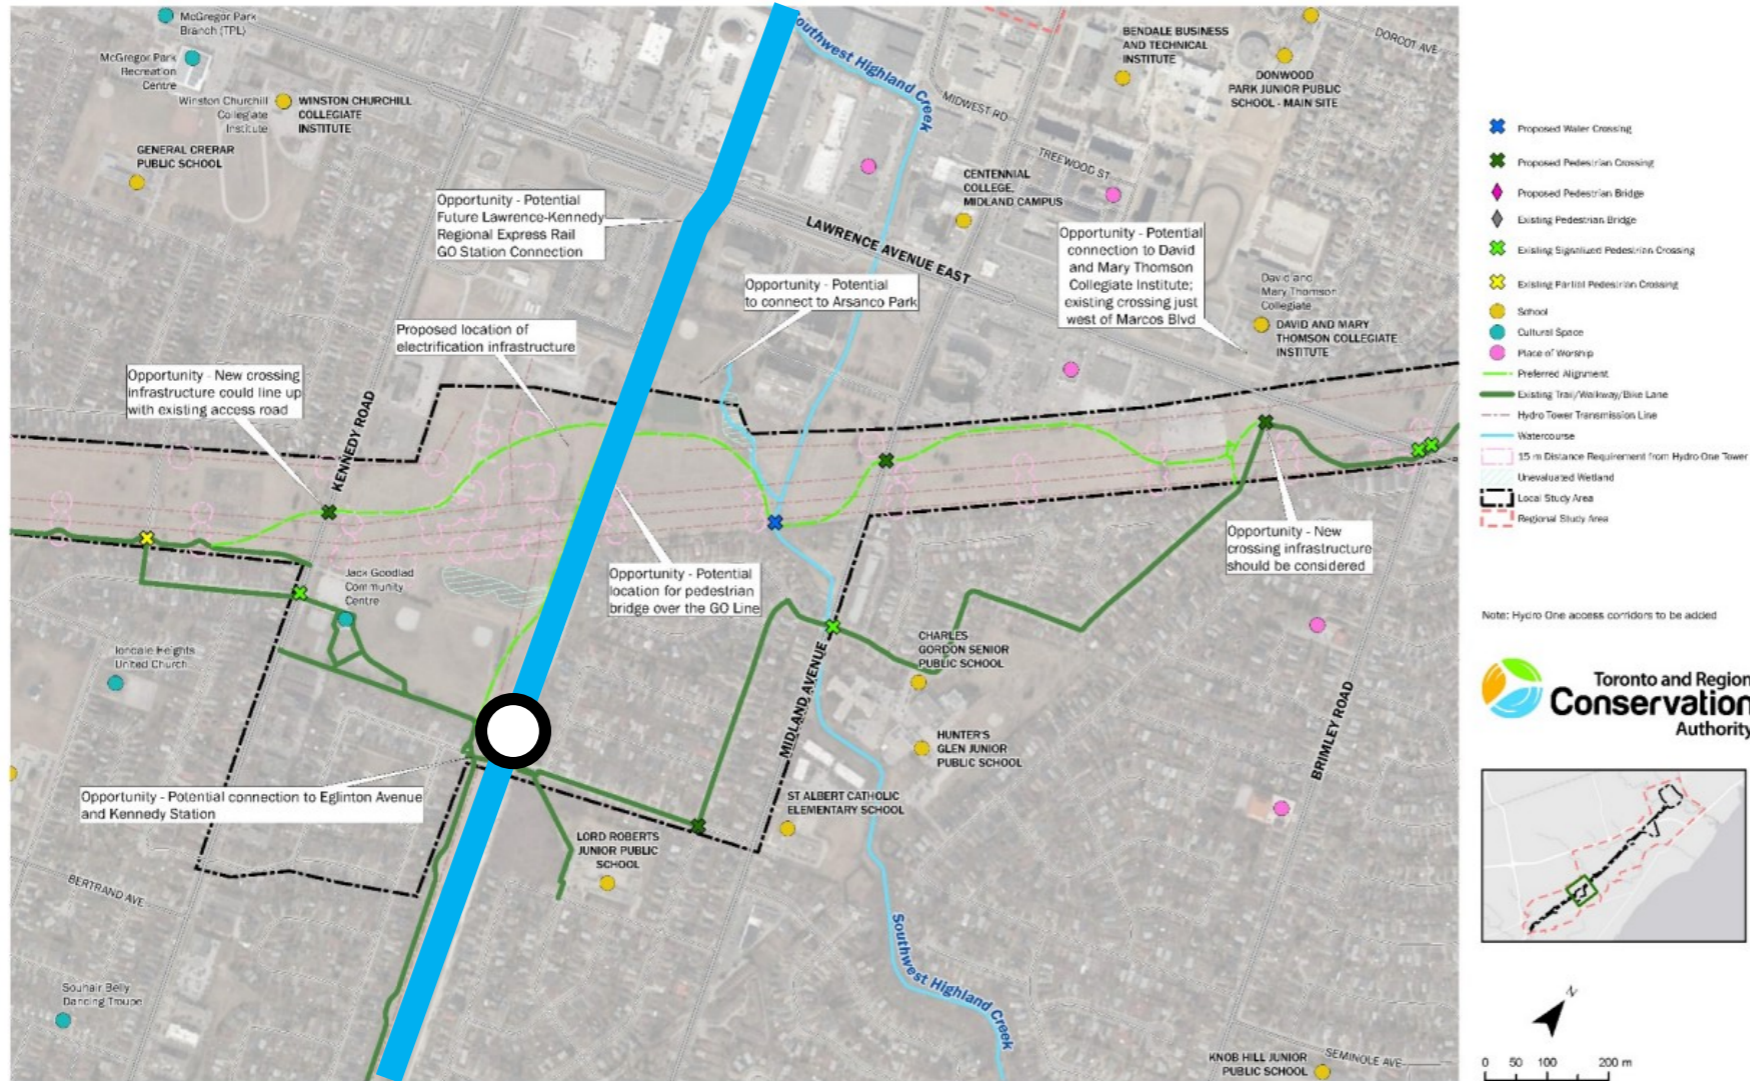 McGregor Park
Branch (TPL)
McGregor Park
Recreation
Centre
Winston Churchill
Collegiate
Institute
WINSTON CHURCHILL
COLLEGIATE
INSTITUTE
GENERAL CRERAR
PUBLIC SCHOOL
Southwest Highland Creek
MIDWEST RD
TREEWOOD ST
BENDALE BUSINESS
AND TECHNICAL
INSTITUTE
DORCOT AVE
DONWOOD
PARK JUNIOR PUBLIC
SCHOOL - MAIN SITE
CENTENNIAL
COLLEGE,
MIDLAND CAMPUS
LAWRENCE AVENUE EAST
Opportunity - Potential
Future Lawrence-Kennedy
Regional Express Rail
GO Station Connection
Opportunity - Potential
to connect to Arsanco Park
Opportunity - Potential
connection to David
and Mary Thomson
Collegiate Institute;
existing crossing just
west of Marcos Blvd
David and
Mary Thomson
Collegiate
DAVID AND MARY
THOMSON COLLEGIATE
INSTITUTE
Proposed location of
electrification infrastructure
Opportunity - New crossing
infrastructure could line up
with existing access road
KENNEDY ROAD
Opportunity - Potential
location for pedestrian
bridge over the GO Line
Opportunity - New
crossing infrastructure
should be considered
Jack Goodlad
Community
Centre
Iondale Heights
United Church
CHARLES
GORDON SENIOR
PUBLIC SCHOOL
MIDLAND AVENUE
HUNTER'S
GLEN JUNIOR
PUBLIC SCHOOL
BRIMLEY ROAD
Opportunity - Potential connection to Eglinton Avenue
and Kennedy Station
ST ALBERT CATHOLIC
ELEMENTARY SCHOOL
LORD ROBERTS
JUNIOR PUBLIC
SCHOOL
BERTRAND AVE
Southwest Highland Creek
Souhair Belly
Dancing Troupe
KNOB HILL JUNIOR
PUBLIC SCHOOL
SEMINOLE AVE
Proposed Water Crossing
Proposed Pedestrian Crossing
Proposed Pedestrian Bridge
Existing Pedestrian Bridge
Existing Signalized Pedestrian Crossing
Existing Partial Pedestrian Crossing
School
Cultural Space
Place of Worship
Preferred Alignment
Existing Trail/Walkway/Bike Lane
Hydro Tower Transmission Line
Watercourse
15 m Distance Requirement from Hydro One Tower
Unevaluated Wetland
Local Study Area
Regional Study Area
Note: Hydro One access corridors to be added
Toronto and Region
Conservation
Authority
N
0 50 100 200 m